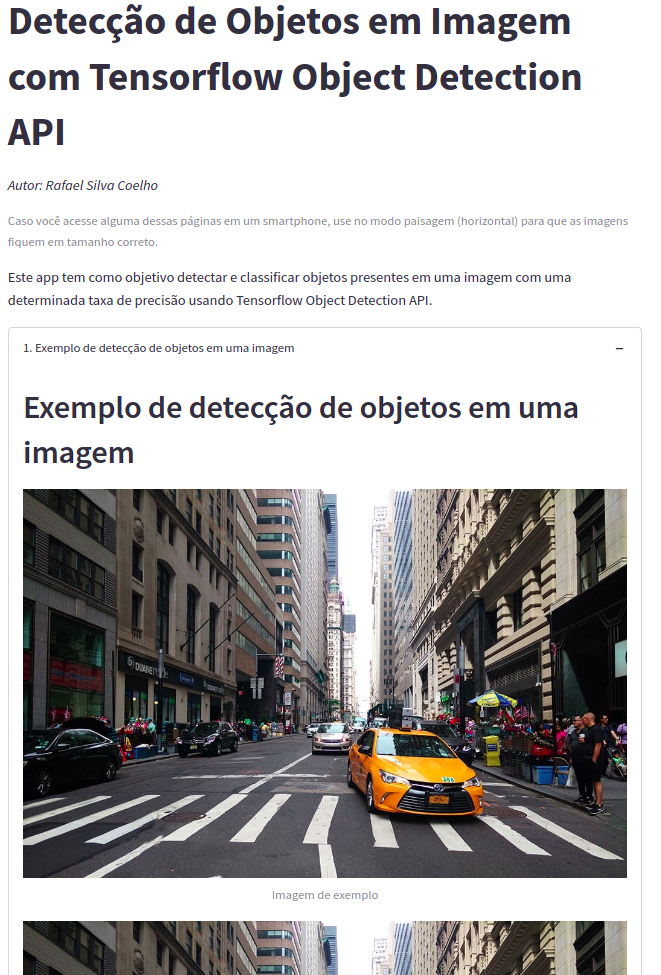 Detecção de Objetos em Imagem
com Tensorflow Object Detection
API
Autor: Rafael Silva Coelho
Caso você acesse alguma dessas páginas em um smartphone, use no modo paisagem (horizontal) para que as imagens
fiquem em tamanho correto.
Este app tem como objetivo detectar e classificar objetos presentes em uma imagem com uma
determinada taxa de precisão usando Tensorflow Object Detection API.
1. Exemplo de detecção de objetos em uma imagem
Exemplo de detecção de objetos em uma
imagem
Imagem de exemplo